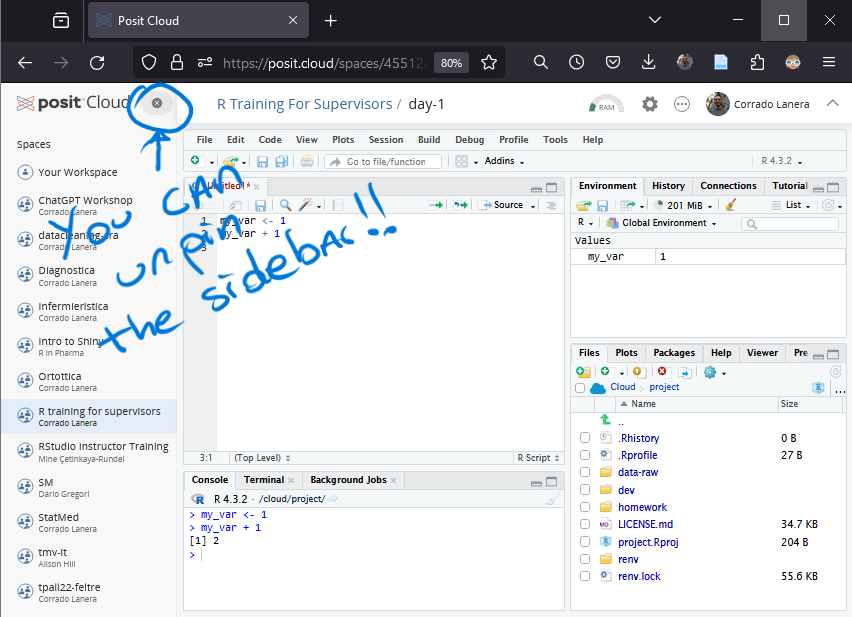 Posit Cloud
https://posit.cloud/spaces/45512
80%
posit Cloud
R Training For Supervisors / day-1
RAM
Corrado Lanera
Spaces
Your Workspace
ChatGPT Workshop
Corrado Lanera
Corrado Lanera
Diagnostica
Corrado Lanera
Infermieristica
Corrado Lanera
Intro to Shiny
R in Pharma
Ortottica
Corrado Lanera
R training for supervisors
Corrado Lanera
RStudio Instructor Training
Mine Çetinkaya-Rundel
SM
Dario Gregori
StatMed
Corrado Lanera
tmv-it
Alison Hill
tpall22-feltre
Corrado Lanera
You CAN
unpin
the sidebar!!
File Edit Code View Plots Session Build Debug Profile Tools Help
Go to file/function
Addins
R 4.3.2
Untitled1*
Source
1 my_var <- 1
2 my_var + 1
3
3:1 (Top Level) R Script
Console Terminal Background Jobs
R 4.3.2 · /cloud/project/
> my_var <- 1
> my_var + 1
[1] 2
>
Environment History Connections Tutorial
201 MiB List
R Global Environment
Values
my_var 1
Files Plots Packages Help Viewer Pre
Cloud project
Name Size
..
.Rhistory 0 B
.Rprofile 27 B
data-raw
dev
homework
LICENSE.md 34.7 KB
project.Rproj 204 B
renv
renv.lock 55.6 KB